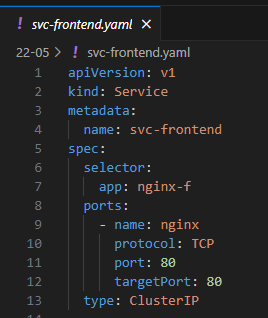 svc-frontend.yaml
22-05 > svc-frontend.yaml
1 apiVersion: v1
2 kind: Service
3 metadata:
4   name: svc-frontend
5 spec:
6   selector:
7     app: nginx-f
8   ports:
9     - name: nginx
10       protocol: TCP
11       port: 80
12       targetPort: 80
13   type: ClusterIP